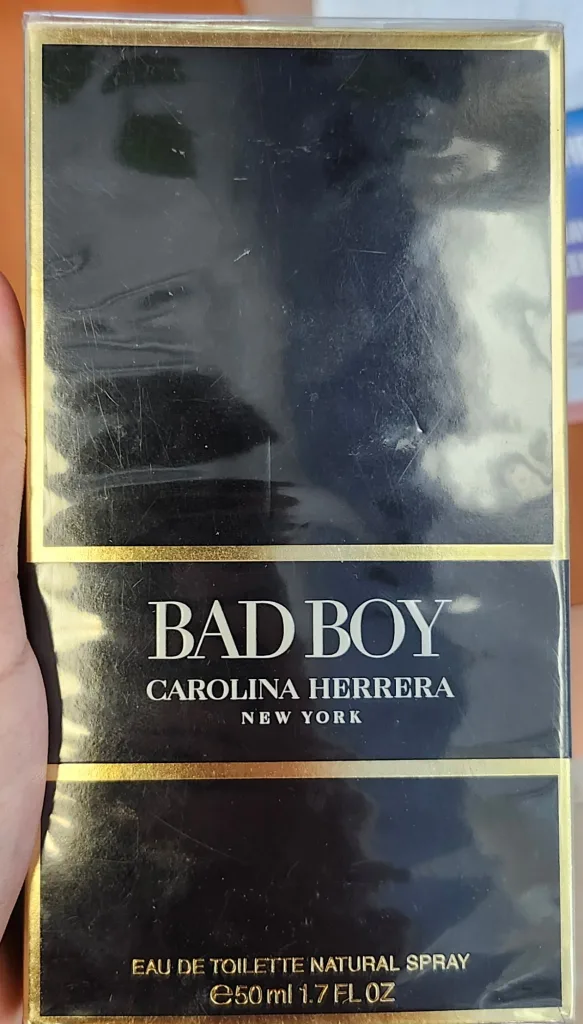 BAD BOY
CAROLINA HERRERA
NEW YORK
EAU DE TOILETTE NATURAL SPRAY
℮50 ml 1.7 FL OZ